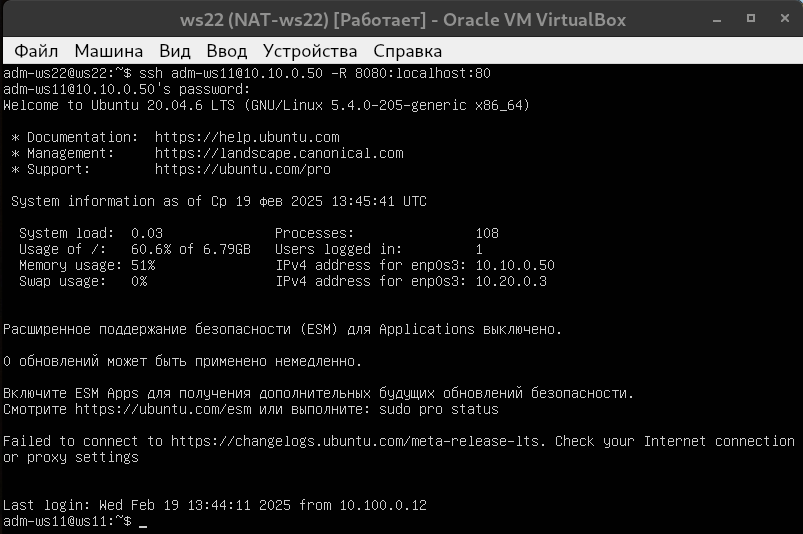 ws22 (NAT-ws22) [Работает] - Oracle VM VirtualBox
Файл Машина Вид Ввод Устройства Справка
adm-ws22@ws22:~$ ssh adm-ws11@10.10.0.50 -R 8080:localhost:80
adm-ws11@10.10.0.50's password:
Welcome to Ubuntu 20.04.6 LTS (GNU/Linux 5.4.0-205-generic x86_64)
* Documentation:  https://help.ubuntu.com
* Management:     https://landscape.canonical.com
* Support:        https://ubuntu.com/pro
System information as of Ср 19 фев 2025 13:45:41 UTC
System load:  0.03              Processes:               108
Usage of /:   60.6% of 6.79GB   Users logged in:         1
Memory usage: 51%               IPv4 address for enp0s3: 10.10.0.50
Swap usage:   0%                IPv4 address for enp0s3: 10.20.0.3
Расширенное поддержание безопасности (ESM) для Applications выключено.
0 обновлений может быть применено немедленно.
Включите ESM Apps для получения дополнительных будущих обновлений безопасности.
Смотрите https://ubuntu.com/esm или выполните: sudo pro status
Failed to connect to https://changelogs.ubuntu.com/meta-release-lts. Check your Internet connection
or proxy settings
Last login: Wed Feb 19 13:44:11 2025 from 10.100.0.12
adm-ws11@ws11:~$ _